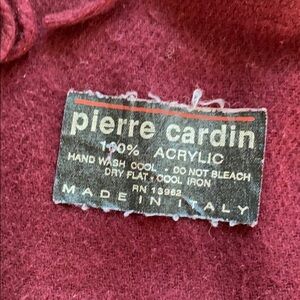 pierre cardin
100% ACRYLIC
HAND WASH COOL • DO NOT BLEACH
DRY FLAT • COOL IRON
RN 13962
MADE IN ITALY